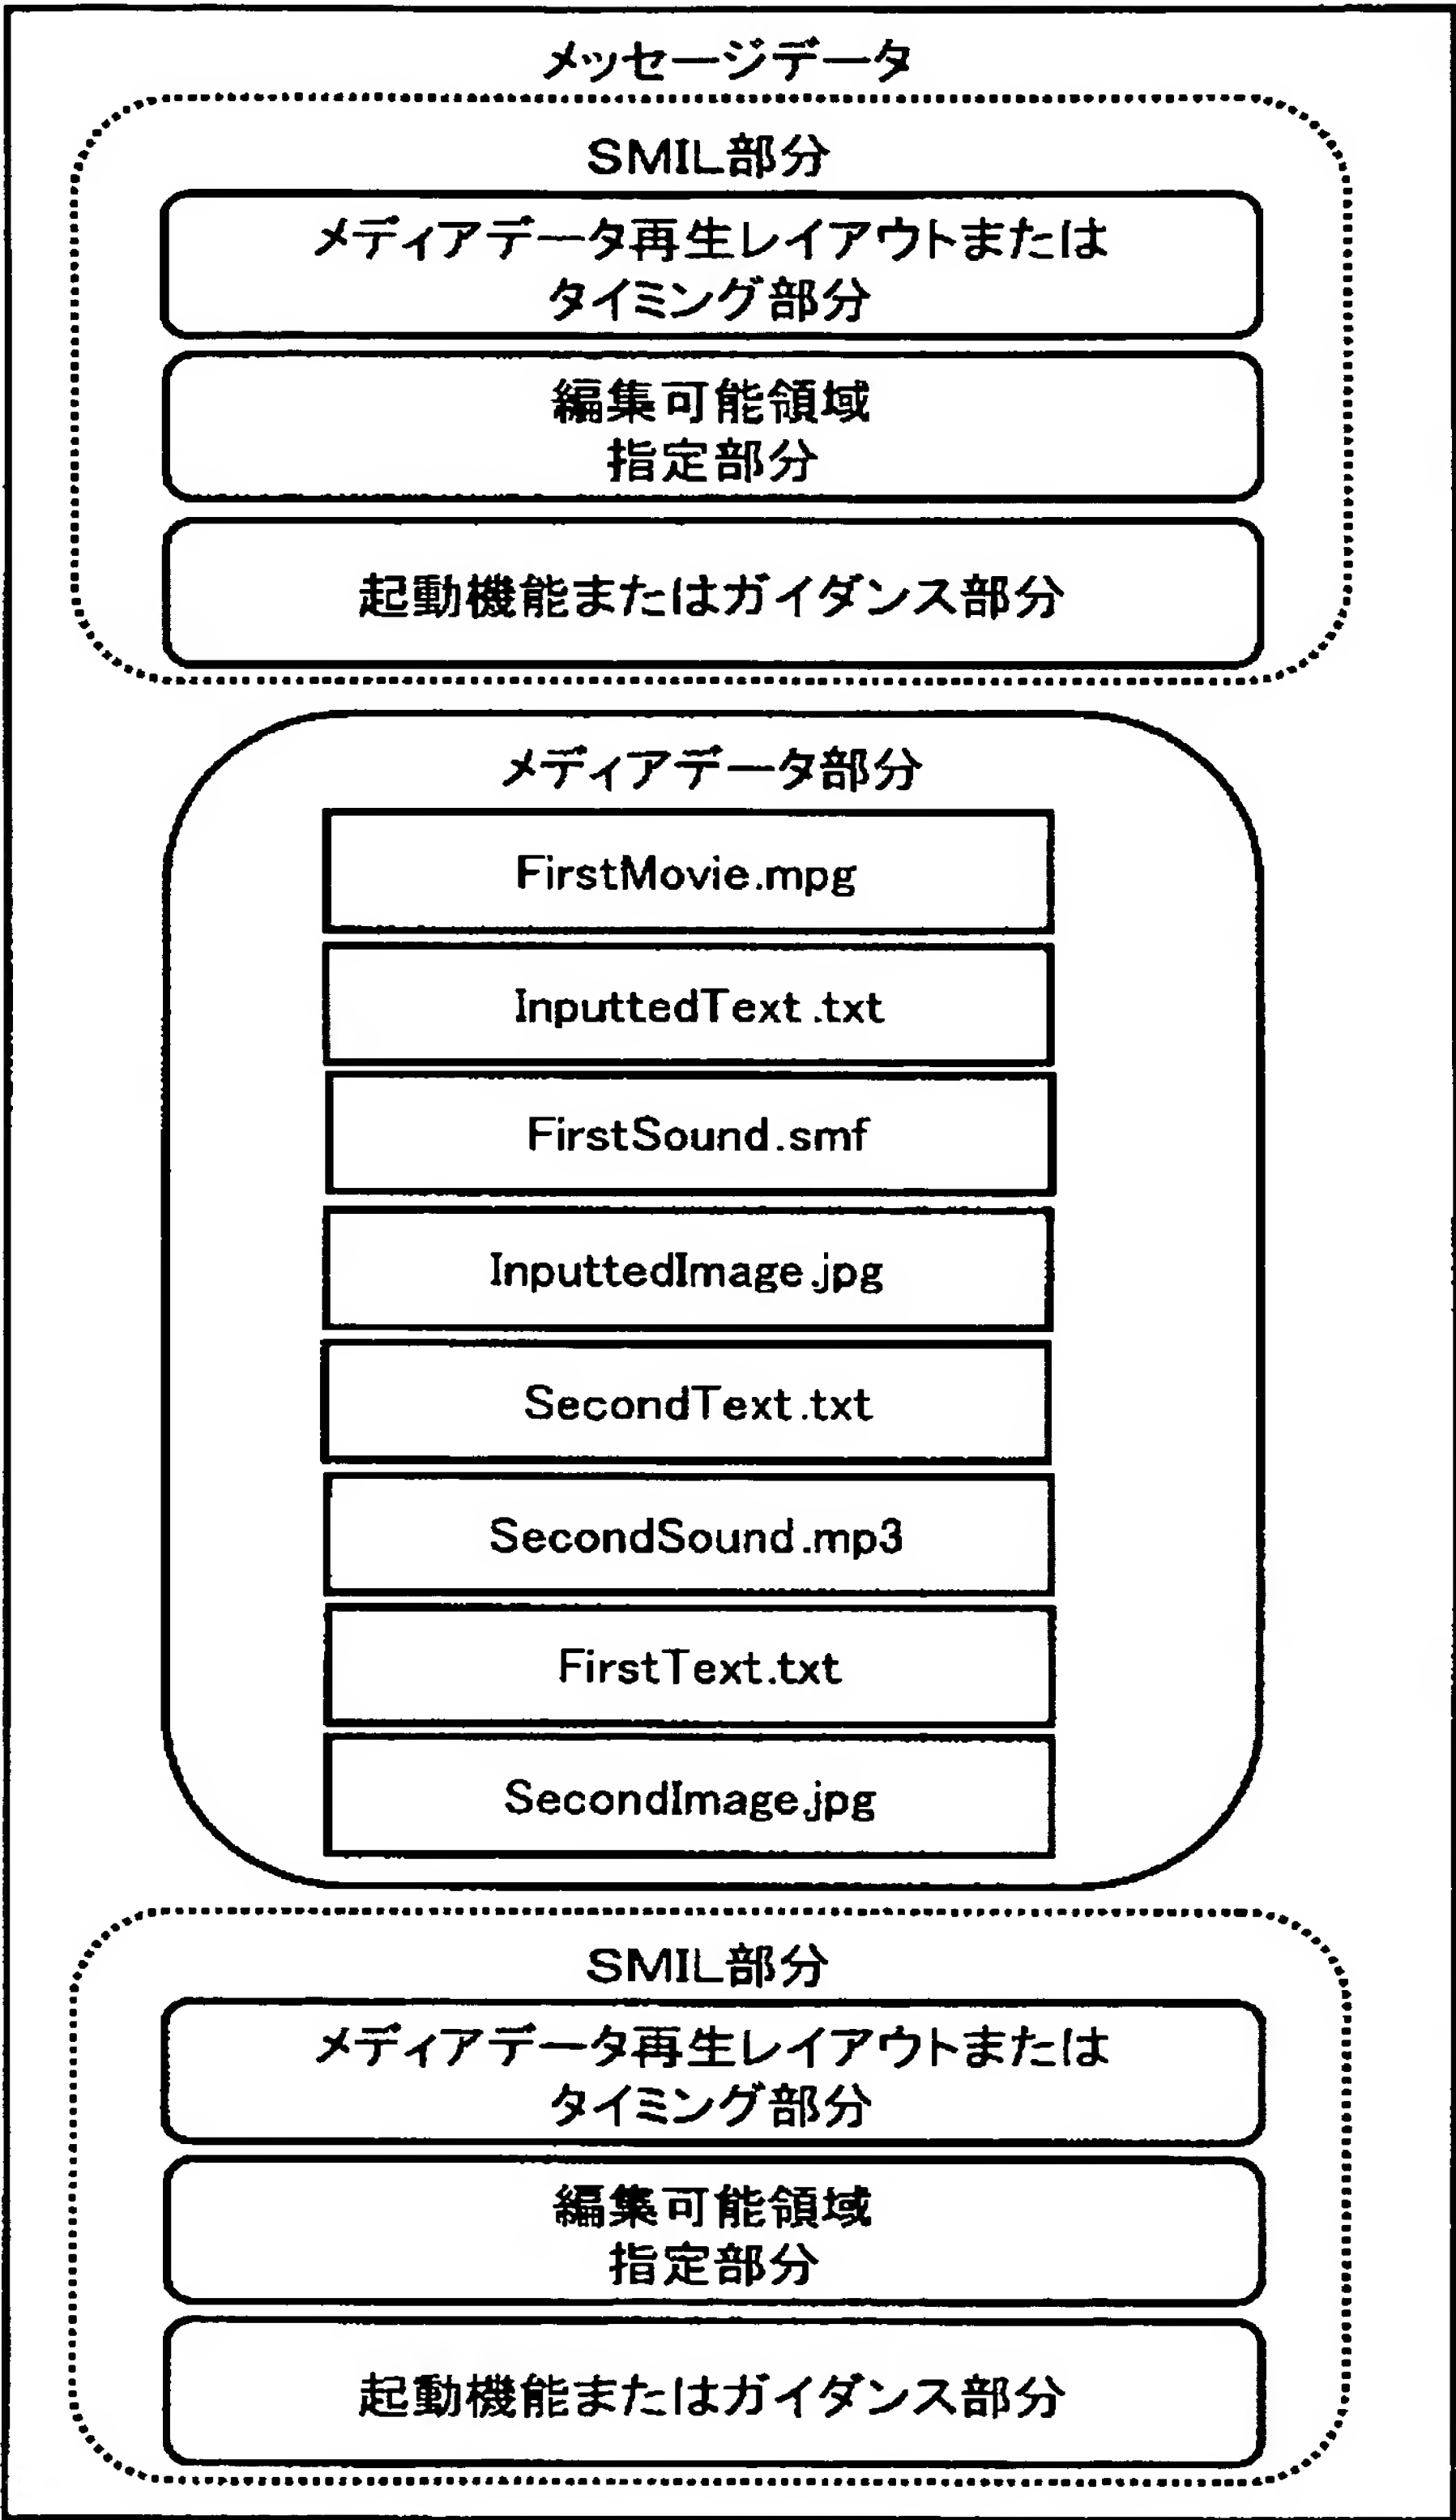 メッセージデータ
SMIL部分
メディアデータ再生レイアウトまたは
タイミング部分
編集可能領域
指定部分
起動機能またはガイダンス部分
メディアデータ部分
FirstMovie.mpg
InputtedText.txt
FirstSound.smf
InputtedImage.jpg
SecondText.txt
SecondSound.mp3
FirstText.txt
SecondImage.jpg
SMIL部分
メディアデータ再生レイアウトまたは
タイミング部分
編集可能領域
指定部分
起動機能またはガイダンス部分